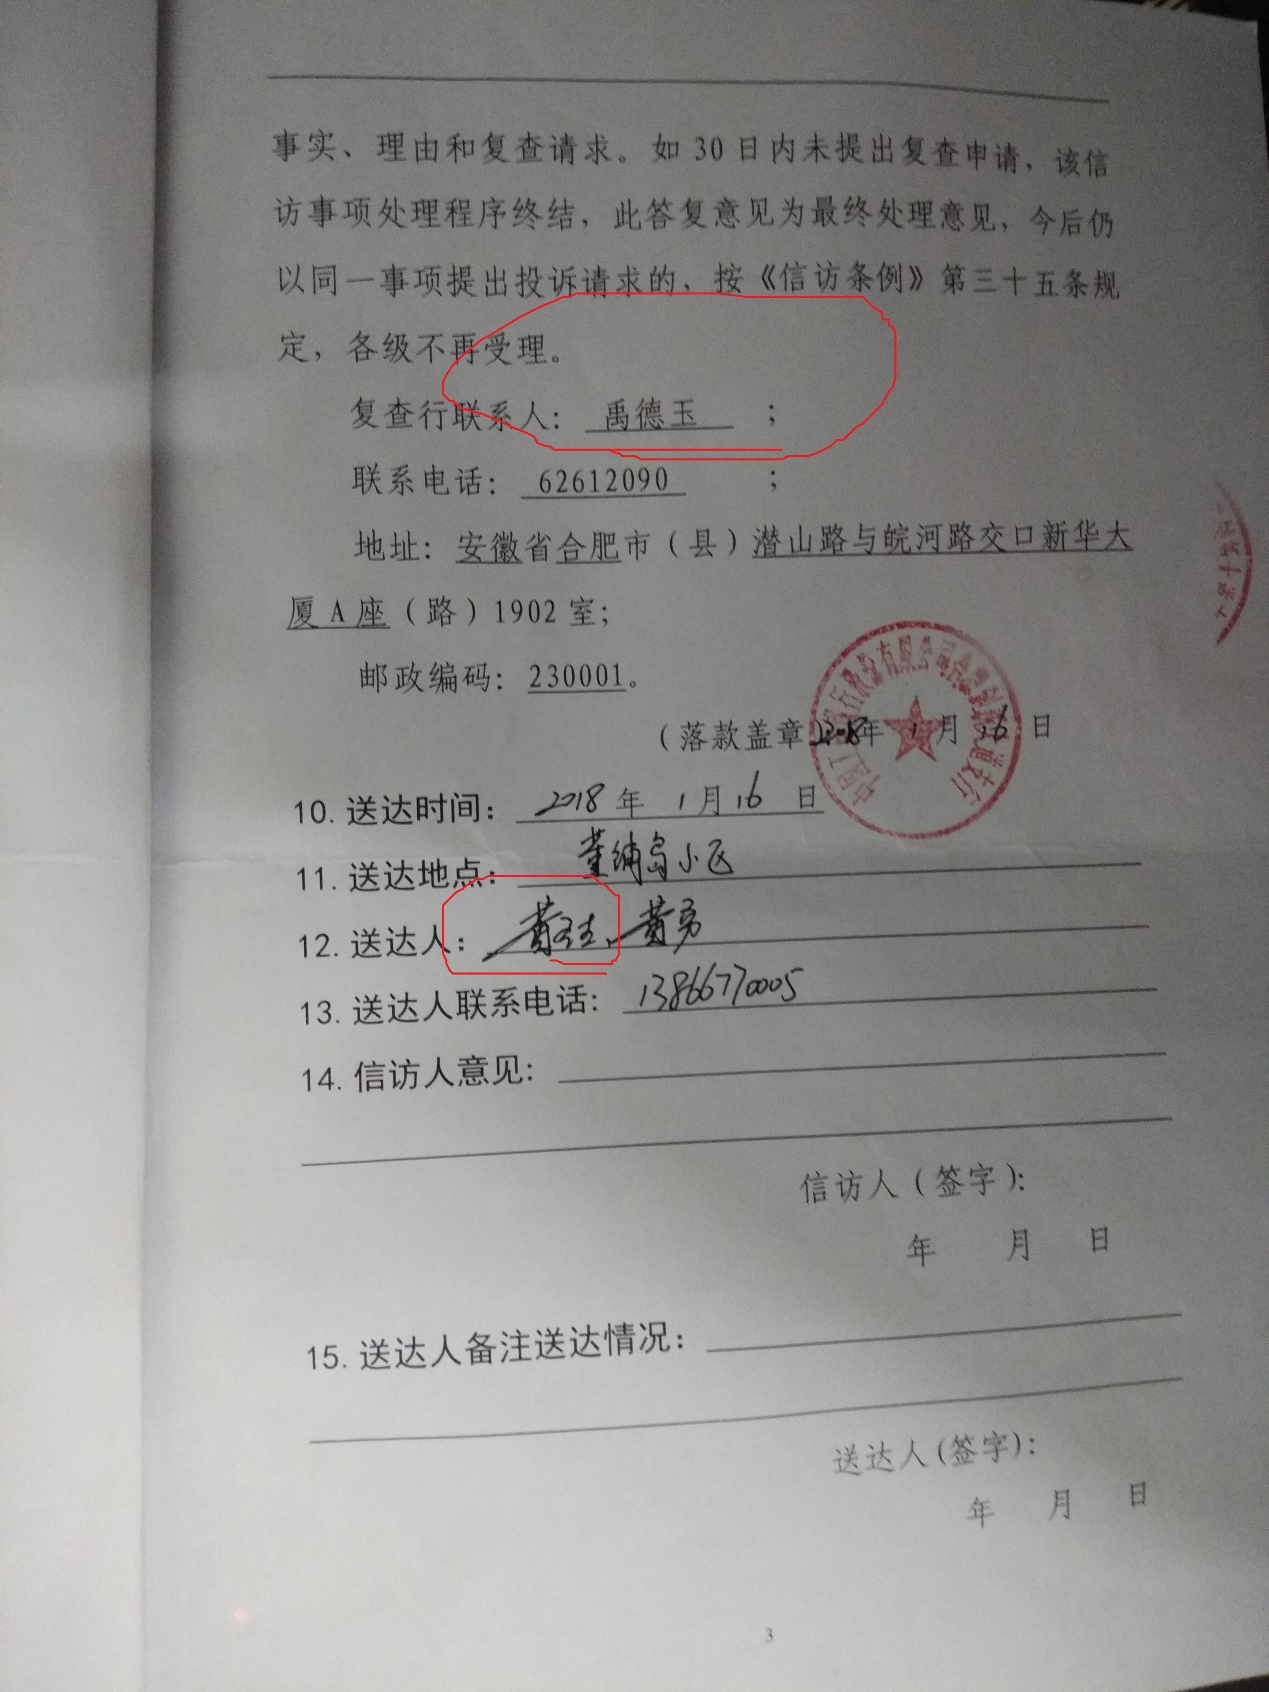 事实、理由和复查请求。如30日内未提出复查申请，该信
访事项处理程序终结，此答复意见为最终处理意见，今后仍
以同一事项提出投诉请求的，按《信访条例》第三十五条规
定，各级不再受理。
复查行联系人：禹德玉；
联系电话：62612090；
地址：安徽省合肥市（县）潜山路与皖河路交口新华大
厦A座（路）1902室；
邮政编码：230001。
（落款盖章）2018年1月16日
10.送达时间：2018年1月16日
11.送达地点：董铺岛小区
12.送达人：黄勇
13.送达人联系电话：13866770005
14.信访人意见：
信访人（签字）：
年 月 日
15.送达人备注送达情况：
送达人（签字）：
年 月 日
3